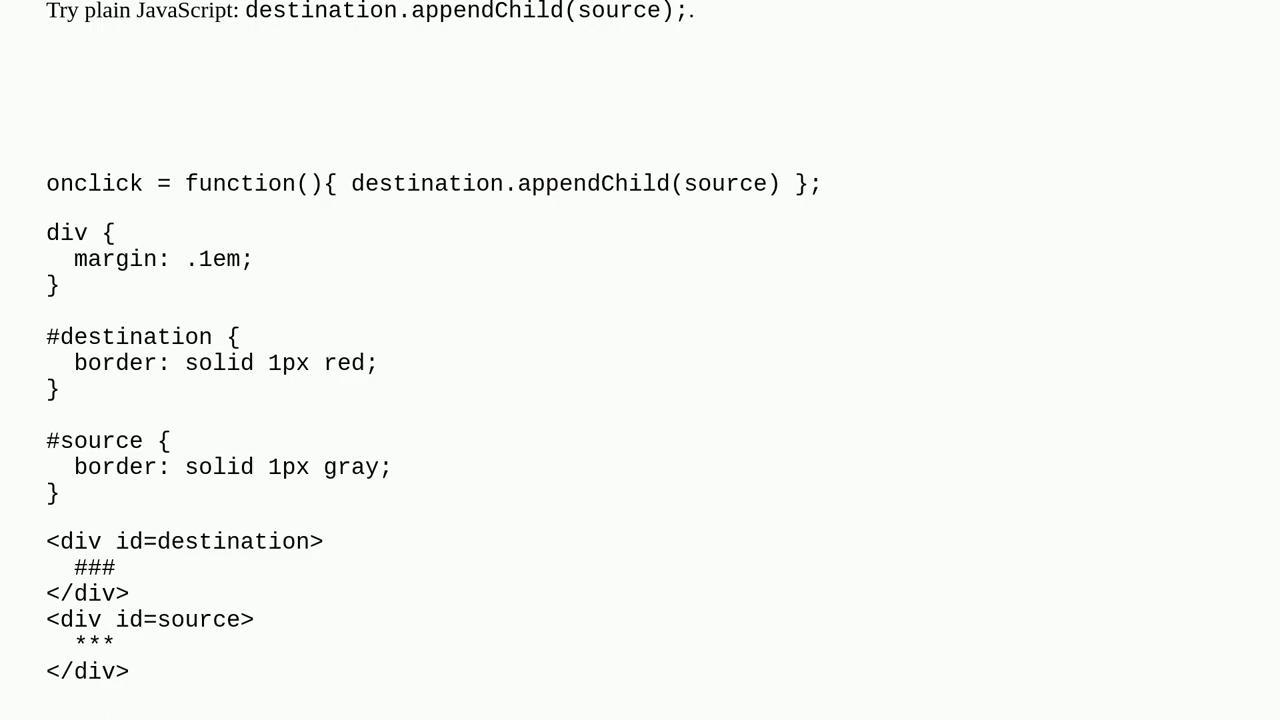 Try plain JavaScript: destination.appendChild(source);.
onclick = function(){ destination.appendChild(source) };
div {
  margin: .1em;
}
#destination {
  border: solid 1px red;
}
#source {
  border: solid 1px gray;
}
<div id=destination>
  ###
</div>
<div id=source>
  ***
</div>